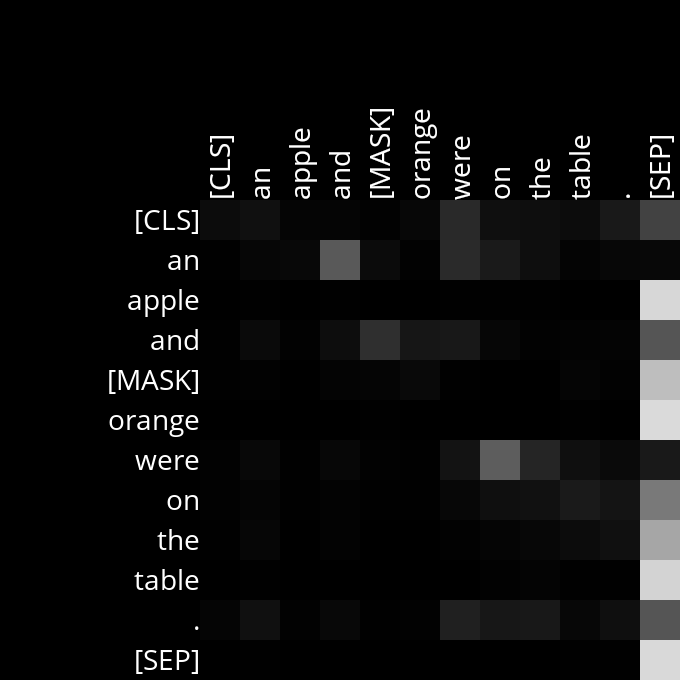 [CLS] an apple and [MASK] orange were on the table . [SEP]
[CLS]
an
apple
and
[MASK]
orange
were
on
the
table
.
[SEP]